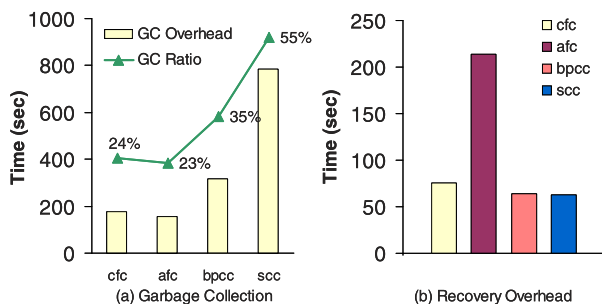 1000
800
600
400
200
0
Time (sec)
GC Overhead
GC Ratio
24%
23%
35%
55%
cfc afc bpcc scc
(a) Garbage Collection
250
200
150
100
50
0
Time (sec)
cfc
afc
bpcc
scc
(b) Recovery Overhead